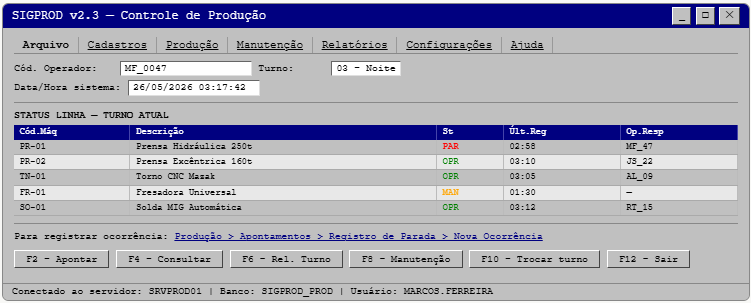 SIGPROD v2.3 — Controle de Produção
Arquivo Cadastros Produção Manutenção Relatórios Configurações Ajuda
Cód. Operador: MF_0047 Turno: 03 - Noite
Data/Hora sistema: 26/05/2026 03:17:42
STATUS LINHA — TURNO ATUAL
Cód.Máq Descrição St Últ.Reg Op.Resp
PR-01 Prensa Hidráulica 250t PAR 02:58 MF_47
PR-02 Prensa Excêntrica 160t OPR 03:10 JS_22
TN-01 Torno CNC Mazak OPR 03:05 AL_09
FR-01 Fresadora Universal MAN 01:30 —
SO-01 Solda MIG Automática OPR 03:12 RT_15
Para registrar ocorrência: Produção > Apontamentos > Registro de Parada > Nova Ocorrência
F2 - Apontar F4 - Consultar F6 - Rel. Turno F8 - Manutenção F10 - Trocar turno F12 - Sair
Conectado ao servidor: SRVPROD01 | Banco: SIGPROD_PROD | Usuário: MARCOS.FERREIRA